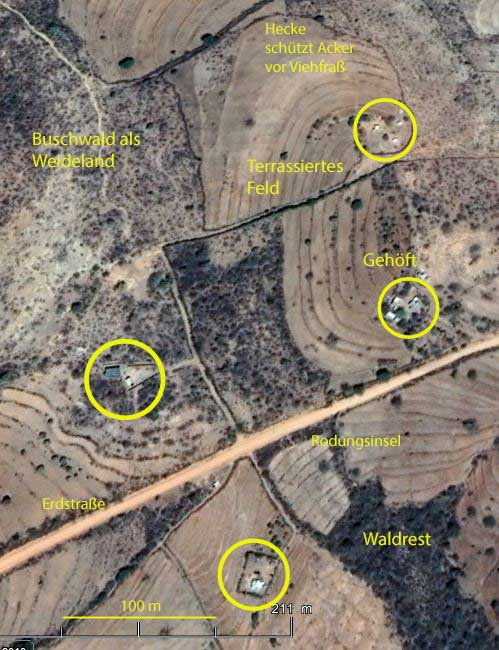 Hecke
schützt Acker
vor Viehfraß
Buschwald als
Weideland
Terrassiertes
Feld
Gehöft
Rodungsinsel
Erdstraße
Waldrest
100 m
211 m